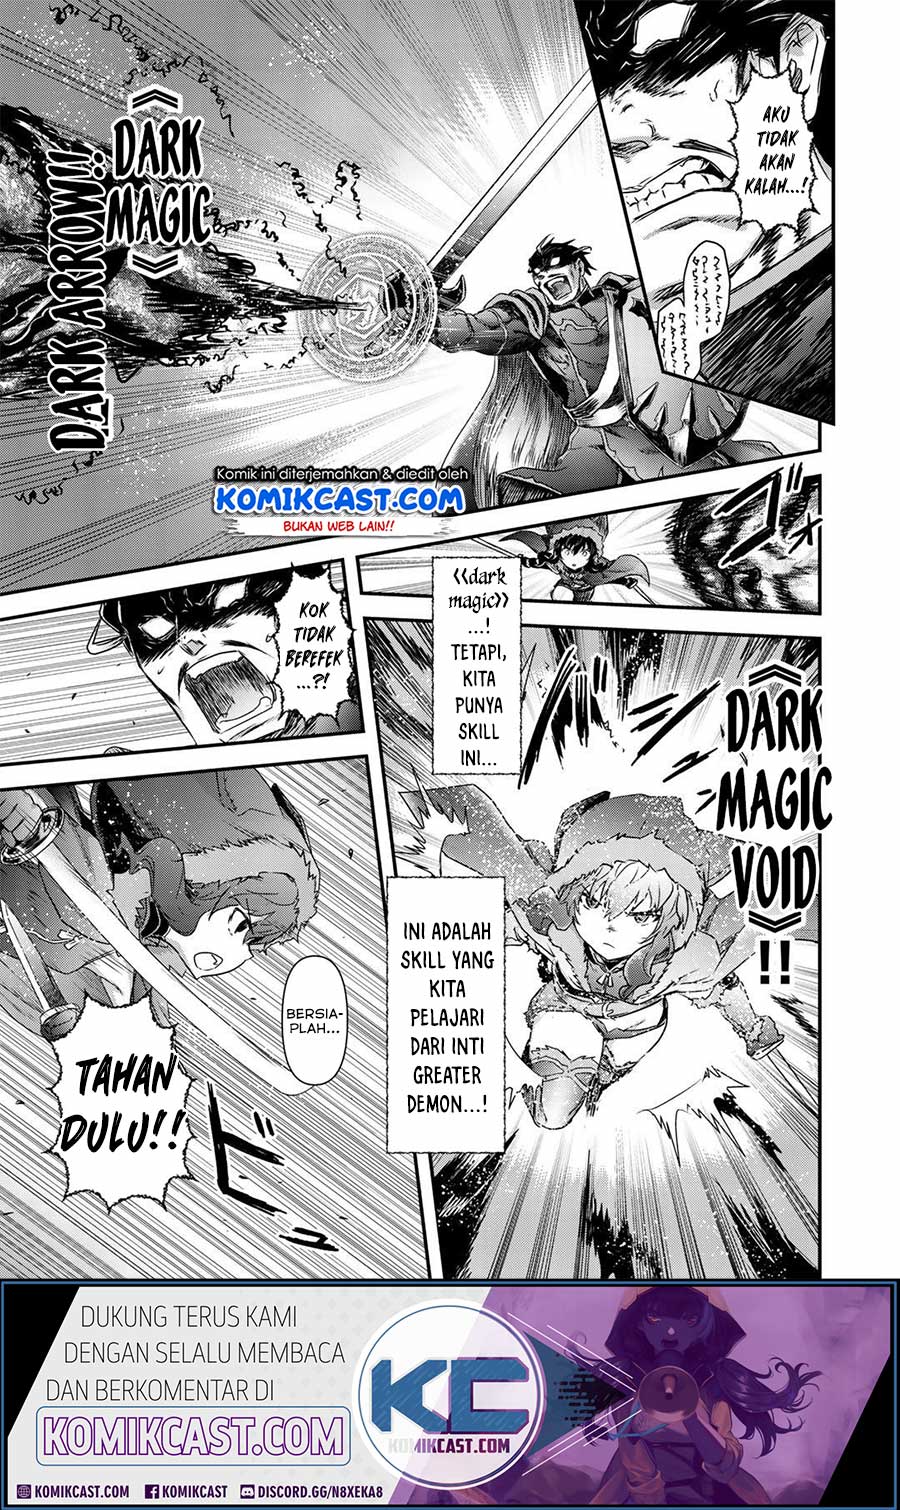 AKU
TIDAK
AKAN
KALAH...!
《DARK
MAGIC》
DARK ARROW!!
Komik ini diterjemahkan & diedit oleh
KOMIKCAST.COM
BUKAN WEB LAIN!!
ゴォ
《DARK
MAGIC
VOID》!!
<<dark
magic>>
...!
TETAPI,
KITA
PUNYA
SKILL
INI...
INI ADALAH
SKILL YANG
KITA
PELAJARI
DARI INTI
GREATER
DEMON...!
KOK
TIDAK
BEREFEK
...?!
BERSIA-
PLAH...
TAHAN
DULU!!
DUKUNG TERUS KAMI
DENGAN SELALU MEMBACA
DAN BERKOMENTAR DI
KOMIKCAST.COM
KC
KOMIKCAST.COM
KOMIKCAST.COM
KOMIKCAST
DISCORD.GG/N8XEKA8